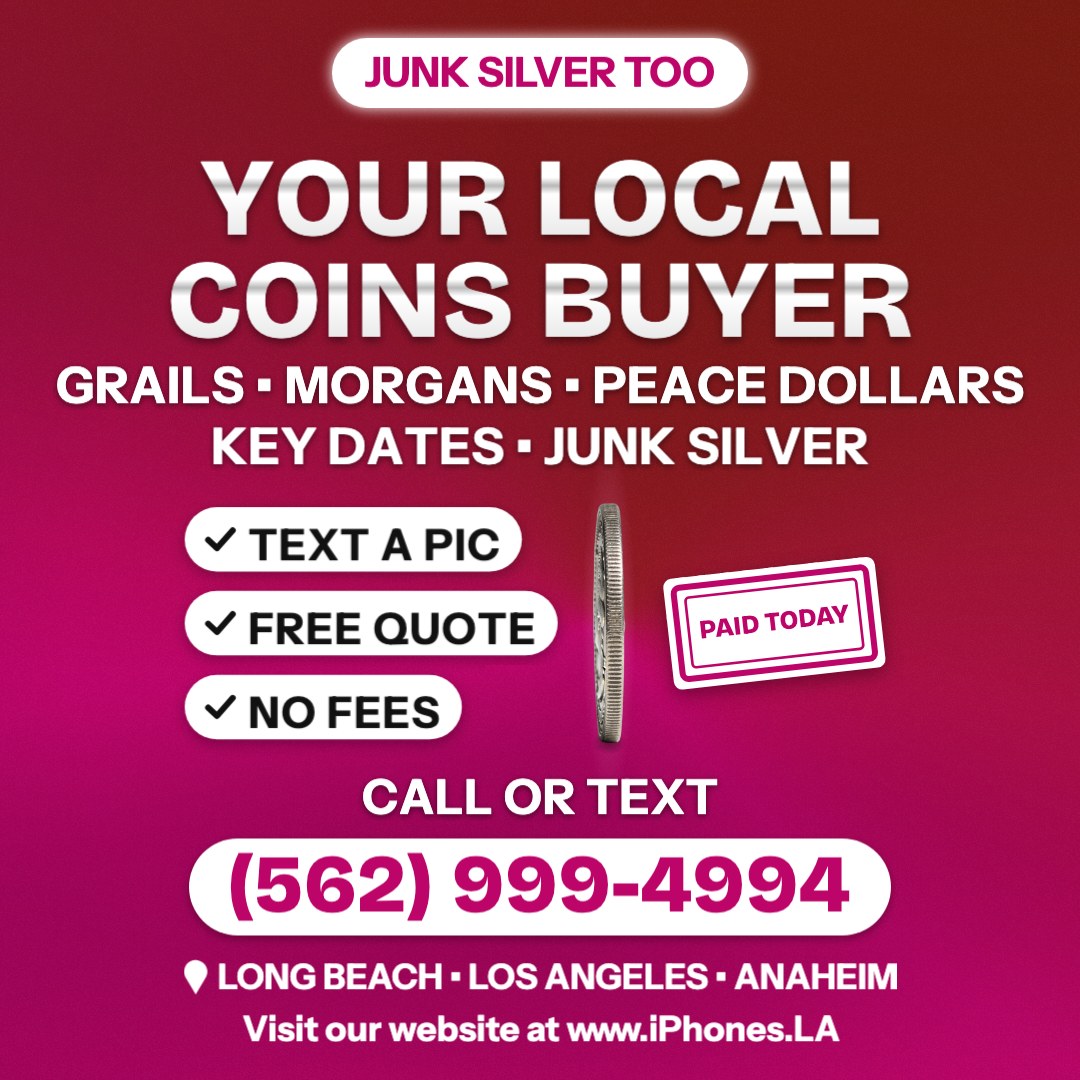 JUNK SILVER TOO
YOUR LOCAL
COINS BUYER
GRAILS ▪ MORGANS ▪ PEACE DOLLARS
KEY DATES ▪ JUNK SILVER
✓ TEXT A PIC
✓ FREE QUOTE
✓ NO FEES
PAID TODAY
CALL OR TEXT
(562) 999-4994
LONG BEACH ▪ LOS ANGELES ▪ ANAHEIM
Visit our website at www.iPhones.LA